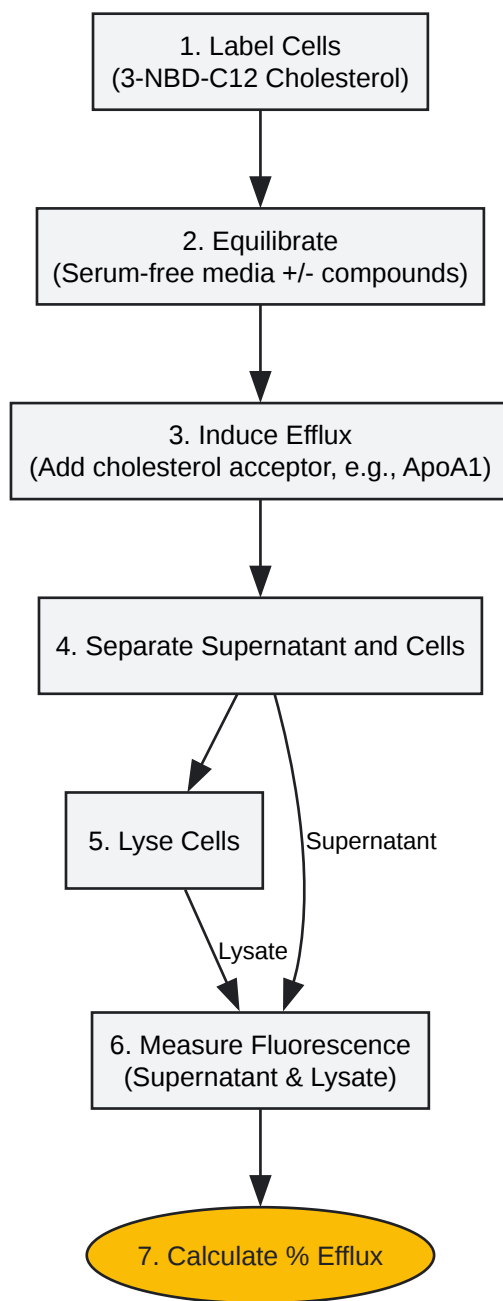 1. Label Cells
(3-NBD-C12 Cholesterol)
2. Equilibrate
(Serum-free media +/- compounds)
3. Induce Efflux
(Add cholesterol acceptor, e.g., ApoA1)
4. Separate Supernatant and Cells
5. Lyse Cells
Supernatant
Lysate
6. Measure Fluorescence
(Supernatant & Lysate)
7. Calculate % Efflux